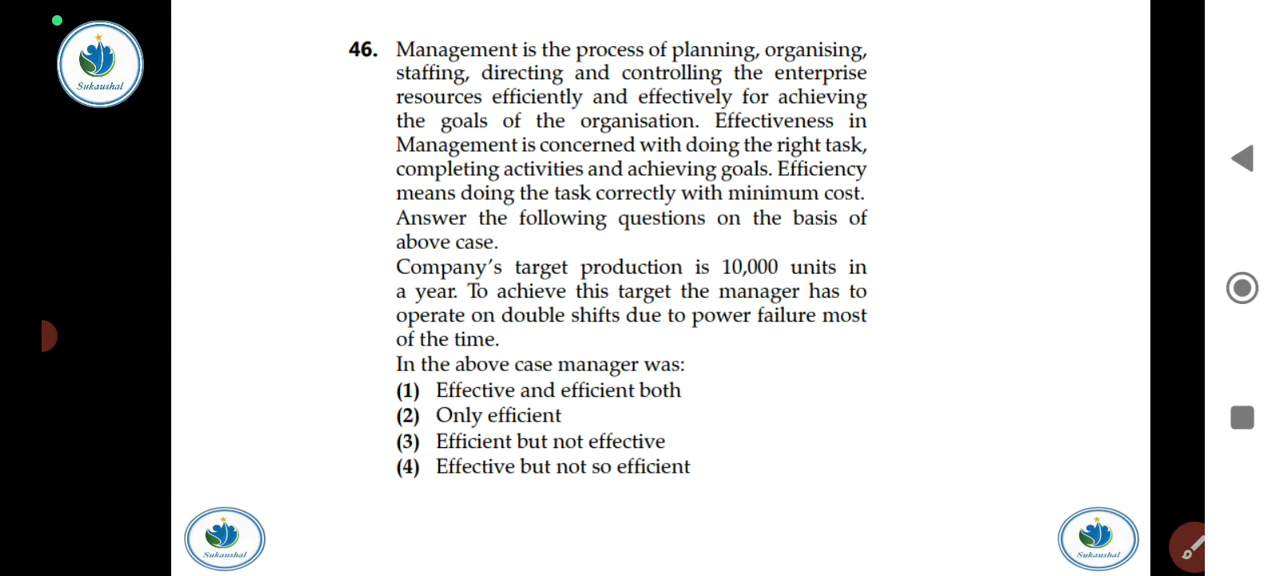 Sukaushal
46. Management is the process of planning, organising,
staffing, directing and controlling the enterprise
resources efficiently and effectively for achieving
the goals of the organisation. Effectiveness in
Management is concerned with doing the right task,
completing activities and achieving goals. Efficiency
means doing the task correctly with minimum cost.
Answer the following questions on the basis of
above case.
Company's target production is 10,000 units in
a year. To achieve this target the manager has to
operate on double shifts due to power failure most
of the time.
In the above case manager was:
(1) Effective and efficient both
(2) Only efficient
(3) Efficient but not effective
(4) Effective but not so efficient
Sukaushal
Sukaushal